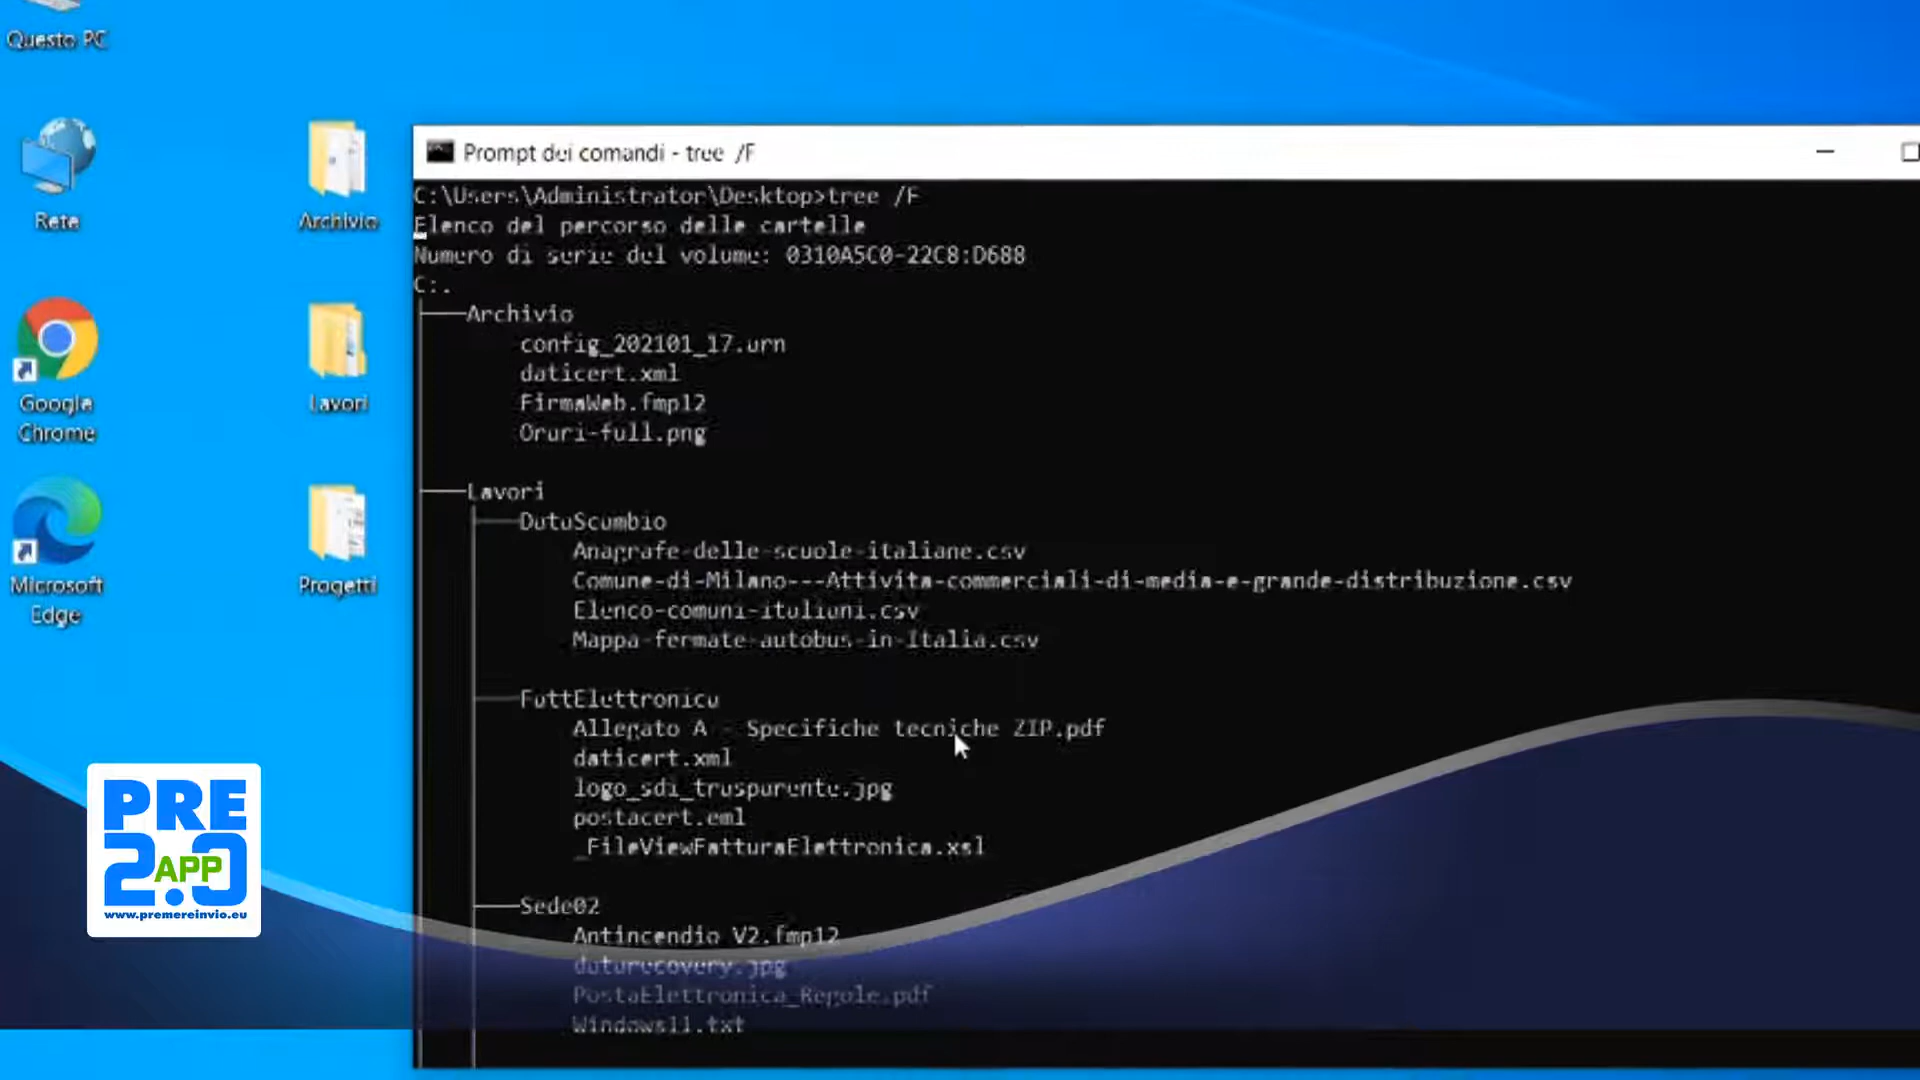 Questo PC
Rete
Google
Chrome
Microsoft
Edge
Archivio
Lavori
Progetti
Prompt dei comandi - tree /F
C:\Users\Administrator\Desktop>tree /F
Elenco del percorso delle cartelle
Numero di serie del volume: 0310A5C0-22C8:D688
C:.
Archivio
config_202101_17.urn
daticert.xml
FirmaWeb.fmp12
Oruri-full.png
Lavori
DatoScambio
Anagrafe-delle-scuole-italiane.csv
Comune-di-Milano---Attivita-commerciali-di-media-e-grande-distribuzione.csv
Elenco-comuni-italiani.csv
Mappa-fermate-autobus-in-Italia.csv
FattElettronica
Allegato A - Specifiche tecniche ZIP.pdf
daticert.xml
logo_sdi_trasparente.jpg
postacert.eml
_FileViewFatturaElettronica.xsl
Sede02
Antincendio V2.fmp12
datarecovery.jpg
PostaElettronica_Regole.pdf
Windows11.txt
PRE
2.0
APP
www.premereinvio.eu